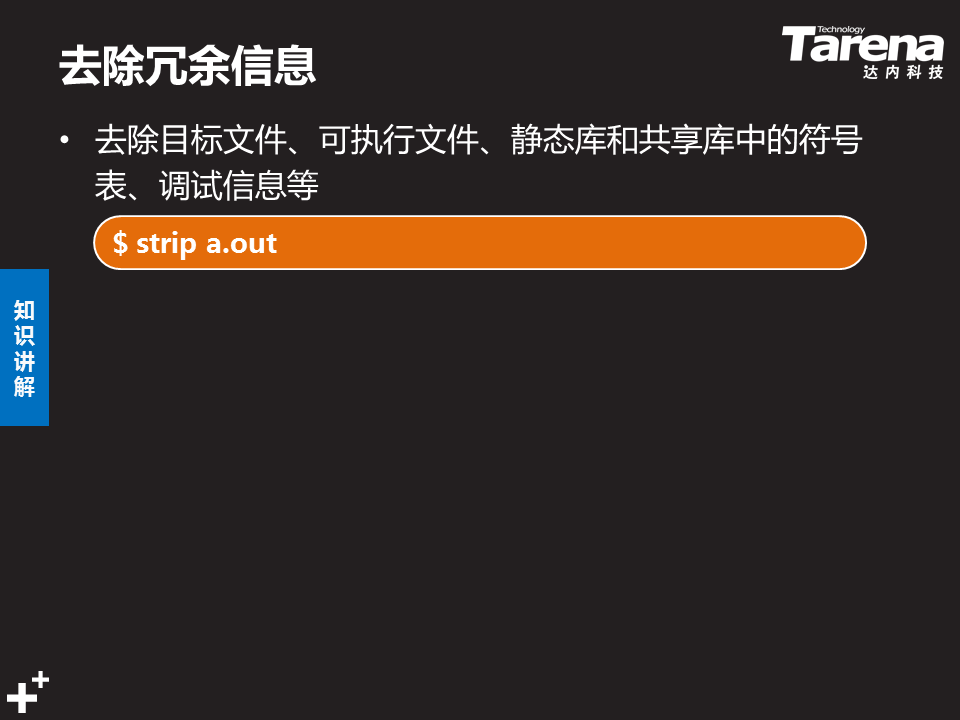 去除冗余信息
Technology
Tarena
达内科技
• 去除目标文件、可执行文件、静态库和共享库中的符号
表、调试信息等
$ strip a.out
知
识
讲
解